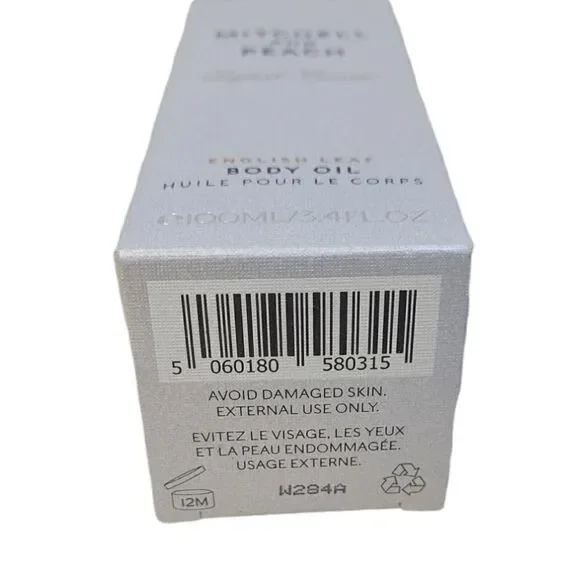 MITCHELL
AND
PEACH
ENGLISH LEAF
BODY OIL
HUILE POUR LE CORPS
℮100ML/3.4FL.OZ
5 060180 580315
AVOID DAMAGED SKIN.
EXTERNAL USE ONLY.
EVITEZ LE VISAGE, LES YEUX
ET LA PEAU ENDOMMAGÉE.
USAGE EXTERNE.
12M
W284A